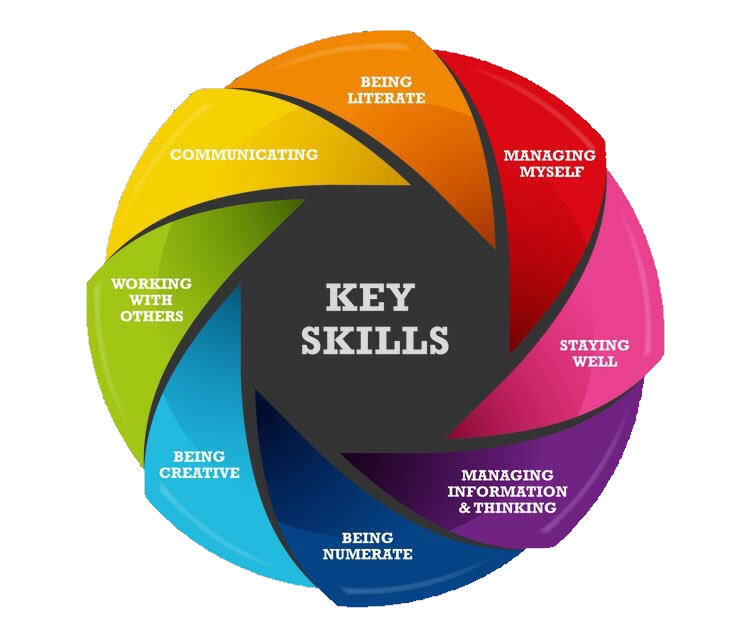 KEY
SKILLS
BEING
LITERATE
MANAGING
MYSELF
STAYING
WELL
MANAGING
INFORMATION
& THINKING
BEING
NUMERATE
BEING
CREATIVE
WORKING
WITH
OTHERS
COMMUNICATING